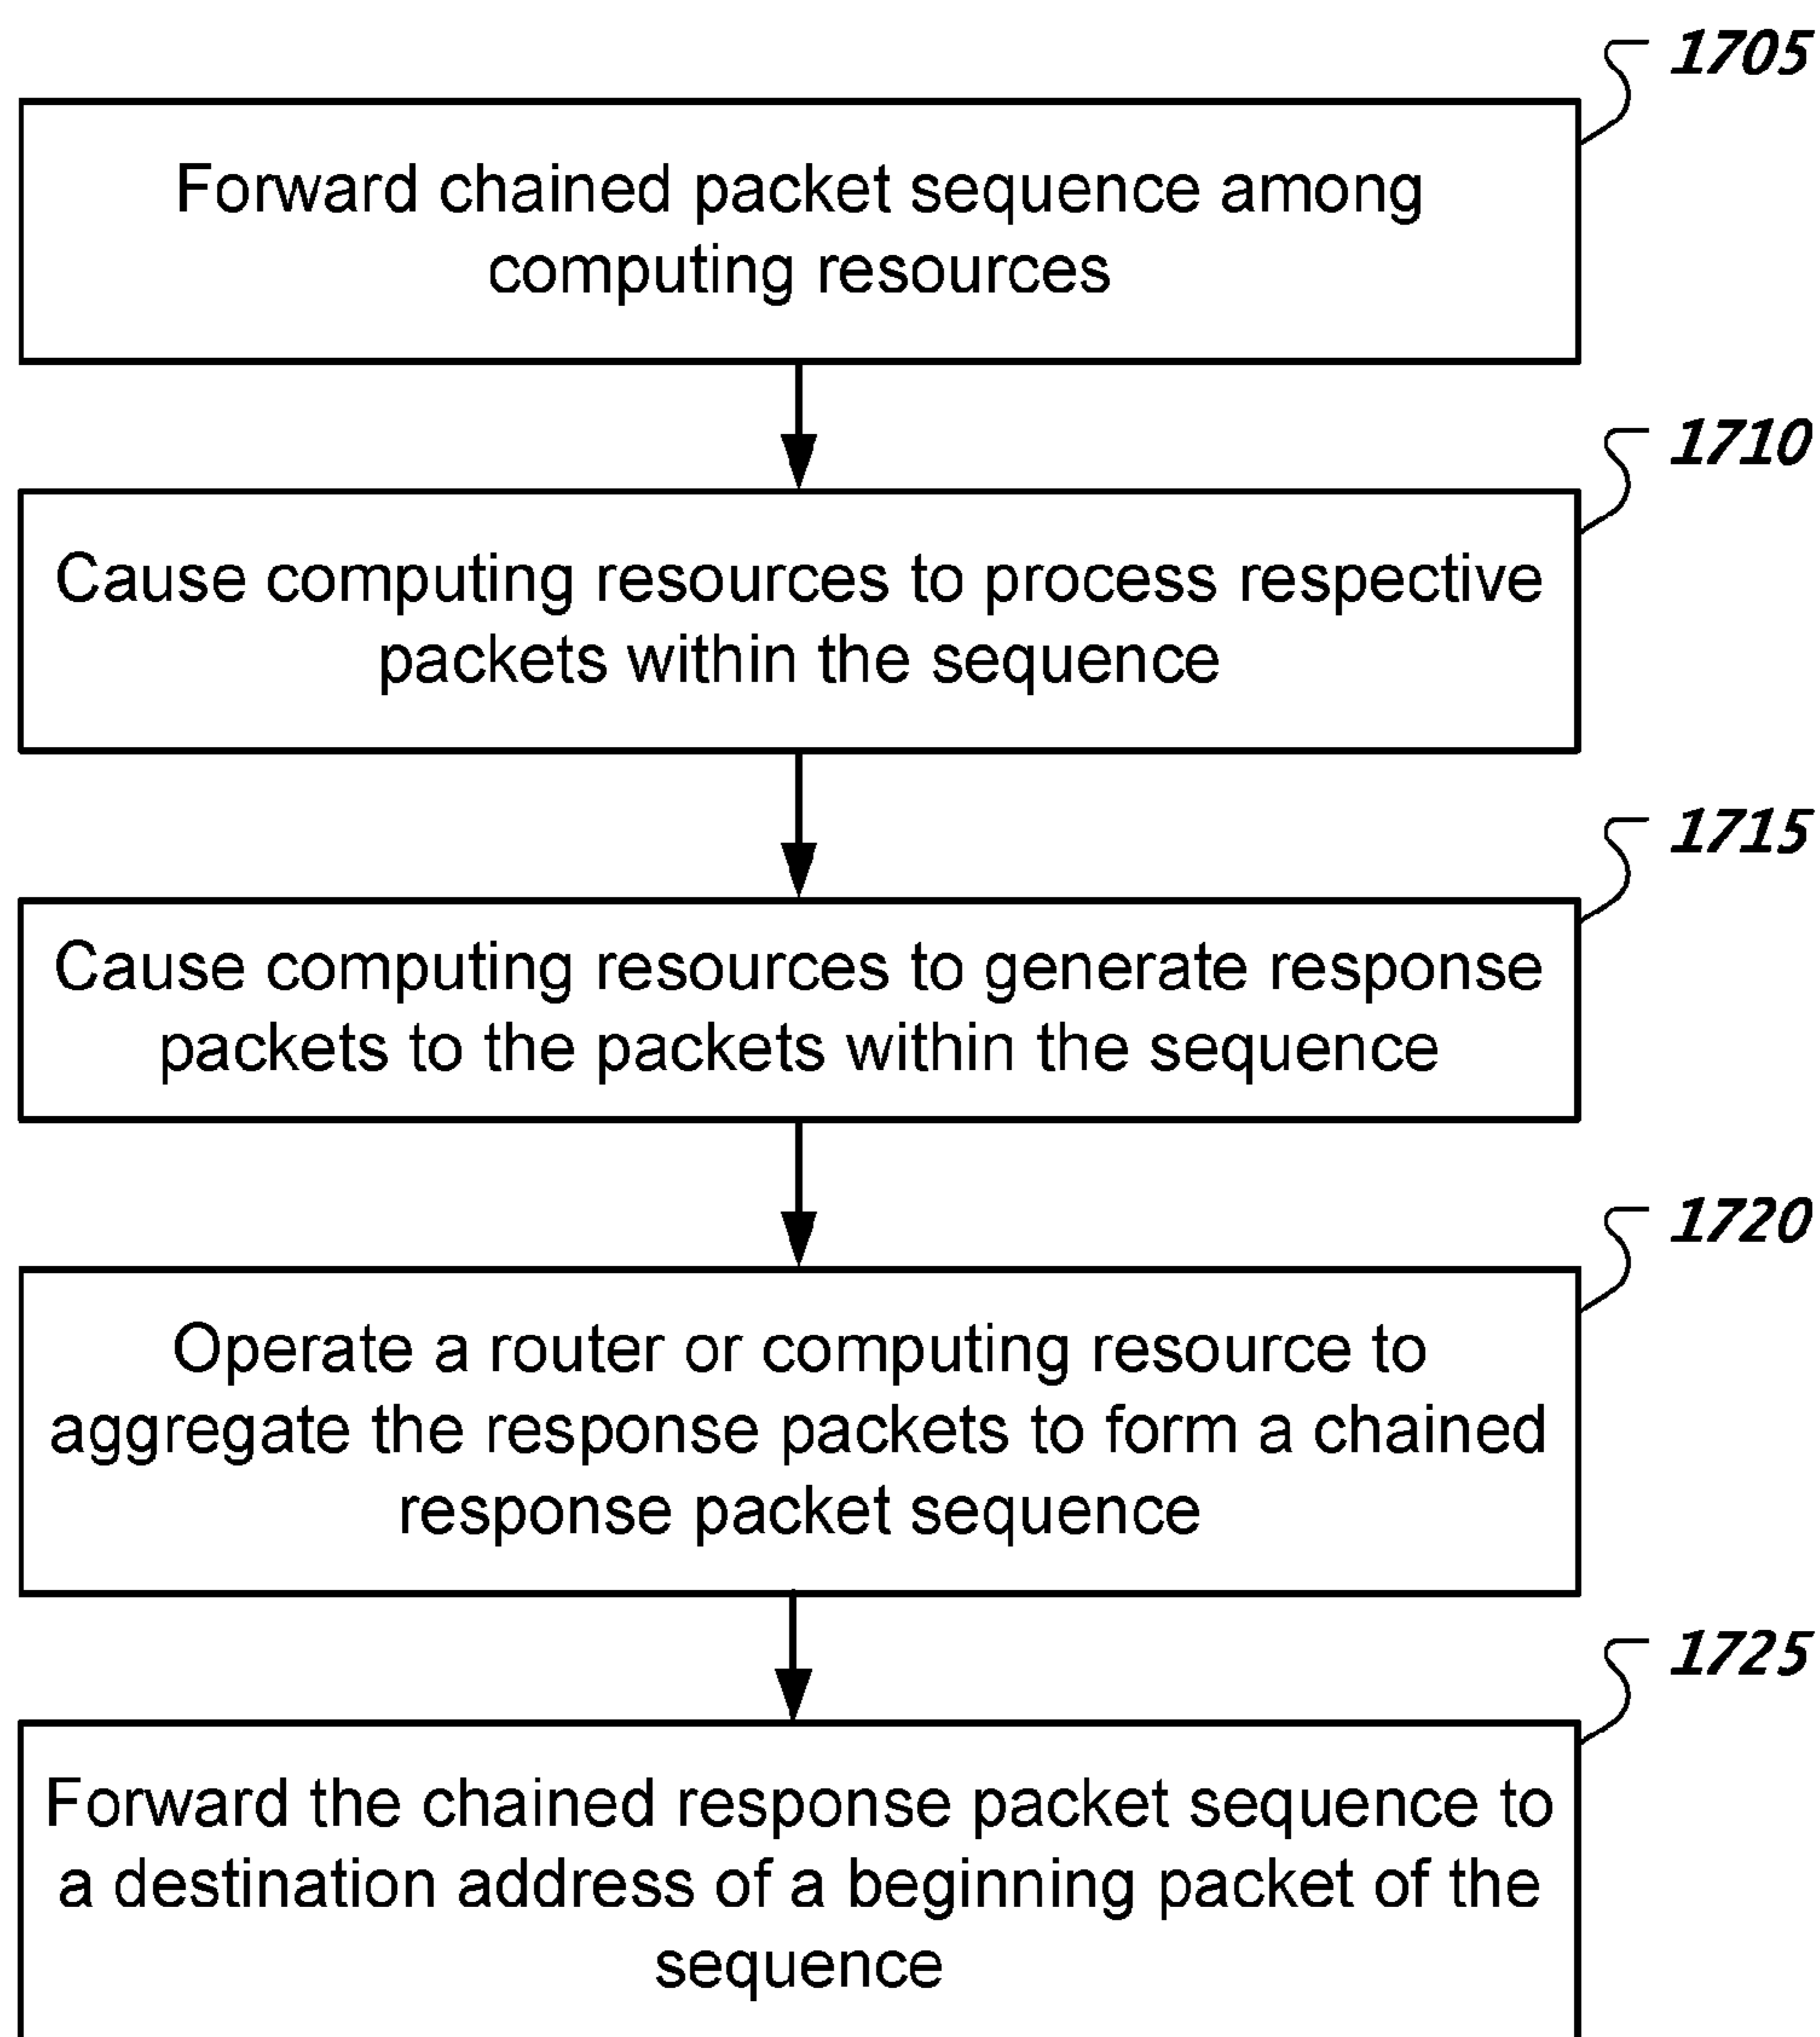 1705
Forward chained packet sequence among
computing resources
1710
Cause computing resources to process respective
packets within the sequence
1715
Cause computing resources to generate response
packets to the packets within the sequence
1720
Operate a router or computing resource to
aggregate the response packets to form a chained
response packet sequence
1725
Forward the chained response packet sequence to
a destination address of a beginning packet of the
sequence